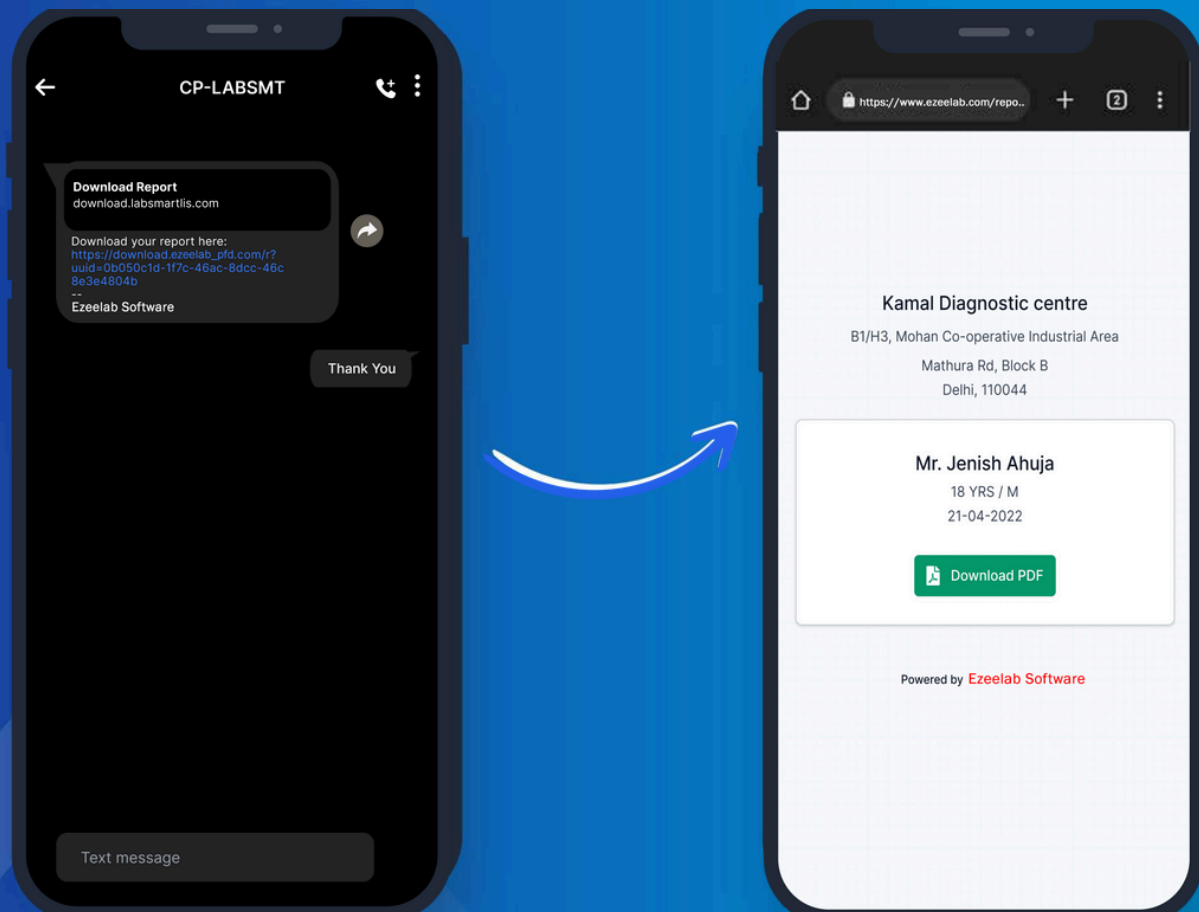 CP-LABSMT
Download Report
download.labsmartlis.com
Download your report here:
https://download.ezeelab_pfd.com/r?
uuid=0b050c1d-1f7c-46ac-8dcc-46c
8e3e4804b
--
Ezeelab Software
Thank You
Text message
https://www.ezeelab.com/repo..
2
Kamal Diagnostic centre
B1/H3, Mohan Co-operative Industrial Area
Mathura Rd, Block B
Delhi, 110044
Mr. Jenish Ahuja
18 YRS / M
21-04-2022
Download PDF
Powered by Ezeelab Software